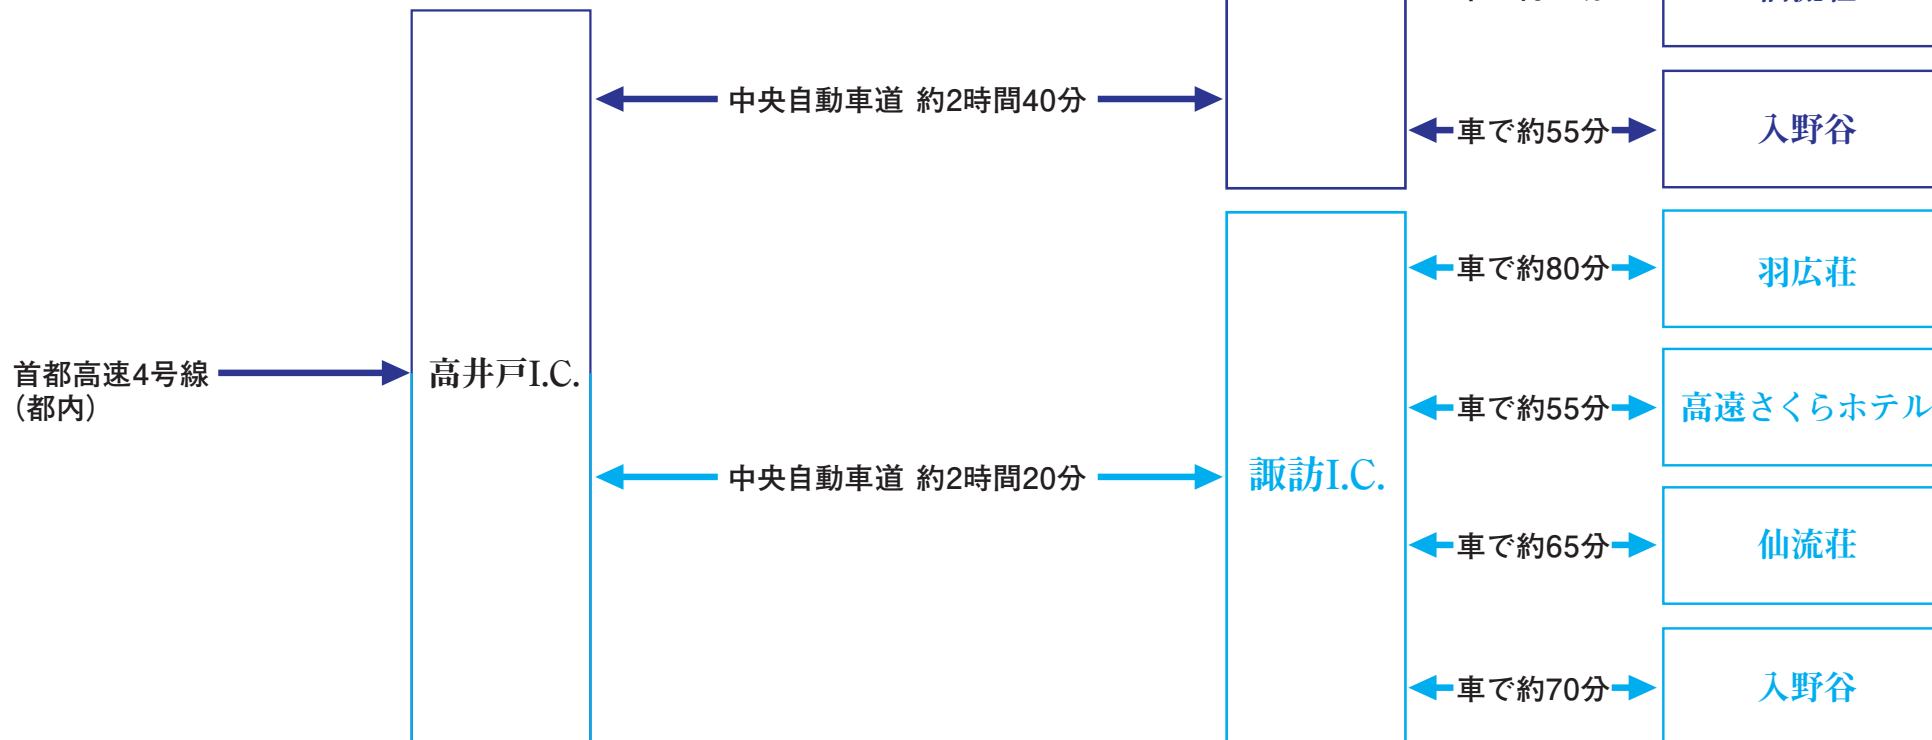 中央自動車道 約2時間40分
車で約55分
入野谷
車で約80分
羽広荘
首都高速4号線
（都内）
高井戸I.C.
車で約55分
高遠さくらホテル
中央自動車道 約2時間20分
諏訪I.C.
車で約65分
仙流荘
車で約70分
入野谷